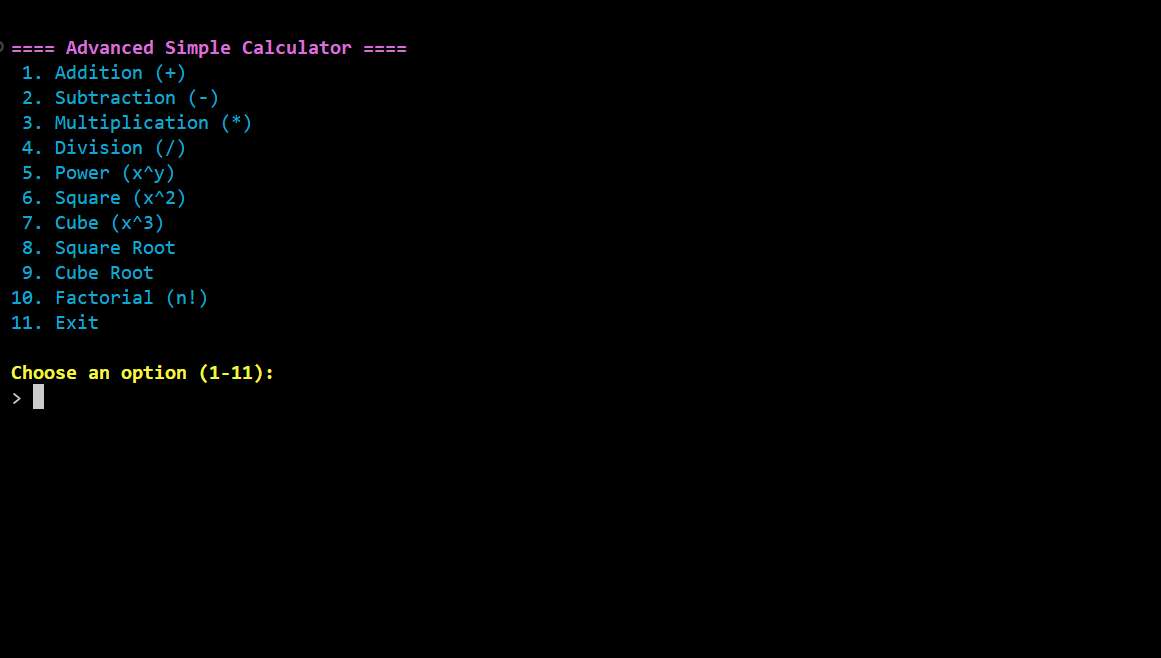 ==== Advanced Simple Calculator ====
 1. Addition (+)
 2. Subtraction (-)
 3. Multiplication (*)
 4. Division (/)
 5. Power (x^y)
 6. Square (x^2)
 7. Cube (x^3)
 8. Square Root
 9. Cube Root
10. Factorial (n!)
11. Exit
Choose an option (1-11):
>